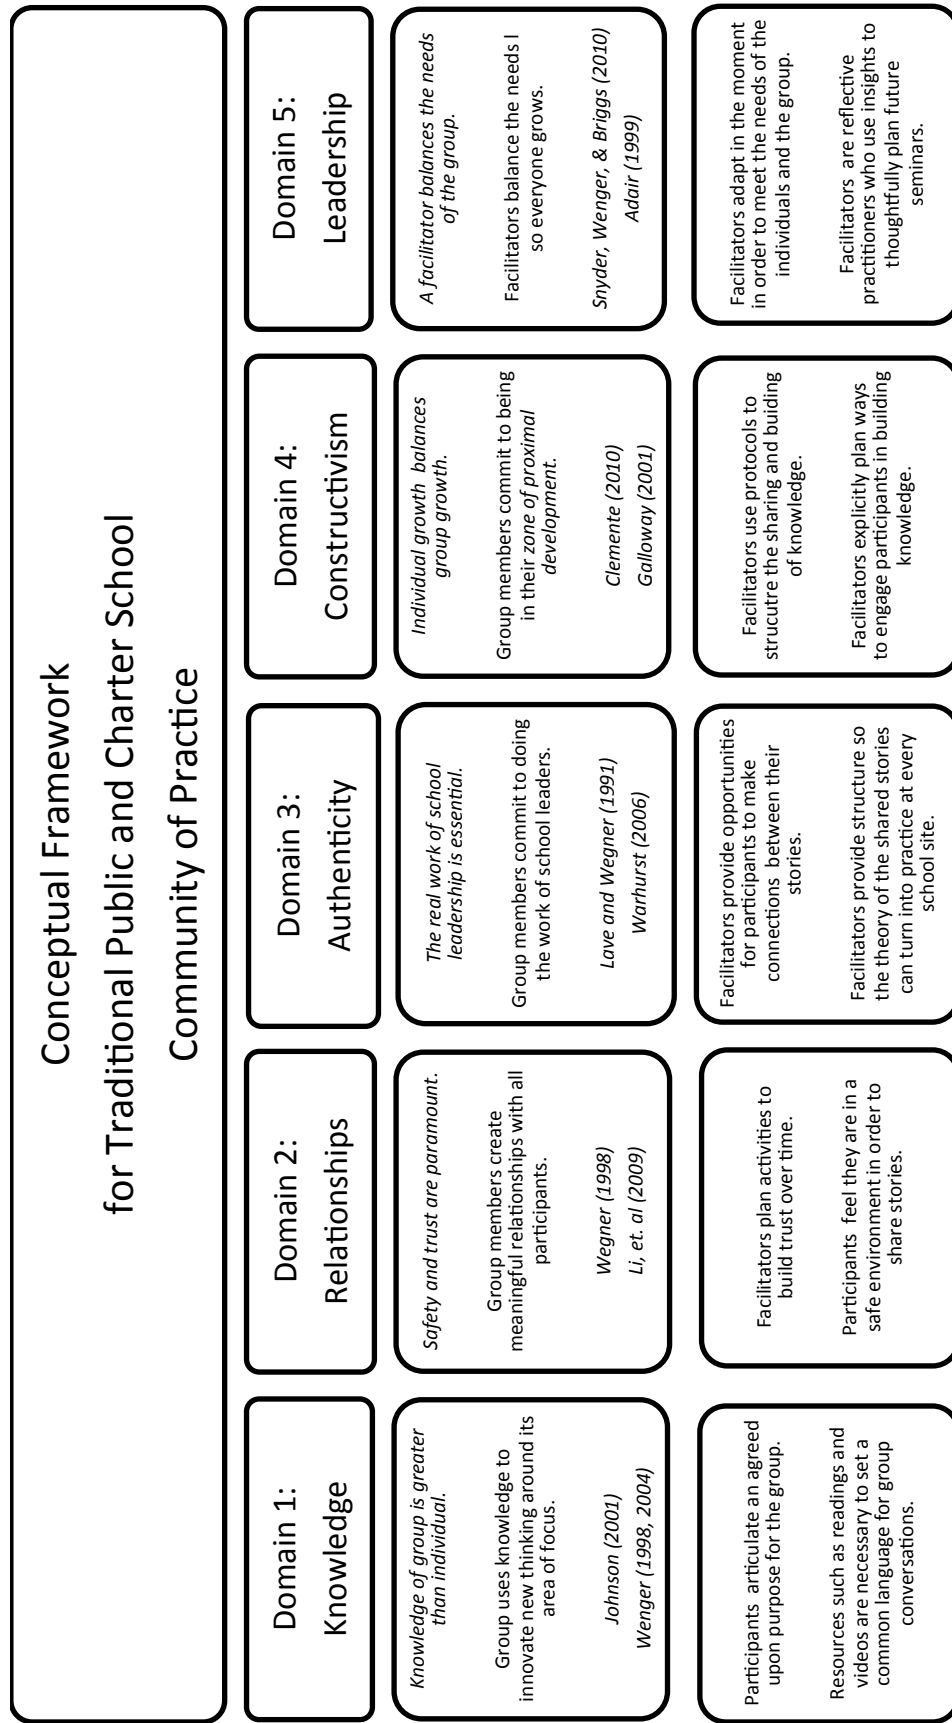 Conceptual Framework
for Traditional Public and Charter School
Community of Practice
Domain 1:
Knowledge
Domain 2:
Relationships
Domain 3:
Authenticity
Domain 4:
Constructivism
Domain 5:
Leadership
Knowledge of group is greater
than individual.
Group uses knowledge to
innovate new thinking around its
area of focus.
Johnson (2001)
Wenger (1998, 2004)
Safety and trust are paramount.
Group members create
meaningful relationships with all
participants.
Wegner (1998)
Li, et. al (2009)
The real work of school
leadership is essential.
Group members commit to doing
the work of school leaders.
Lave and Wegner (1991)
Warhurst (2006)
Individual growth balances
group growth.
Group members commit to being
in their zone of proximal
development.
Clemente (2010)
Galloway (2001)
A facilitator balances the needs
of the group.
Facilitators balance the needs l
so everyone grows.
Snyder, Wenger, & Briggs (2010)
Adair (1999)
Participants articulate an agreed
upon purpose for the group.
Resources such as readings and
videos are necessary to set a
common language for group
conversations.
Facilitators plan activities to
build trust over time.
Participants feel they are in a
safe environment in order to
share stories.
Facilitators provide opportunities
for participants to make
connections between their
stories.
Facilitators provide structure so
the theory of the shared stories
can turn into practice at every
school site.
Facilitators use protocols to
strucutre the sharing and buiding
of knowledge.
Facilitators explicitly plan ways
to engage participants in building
knowledge.
Facilitators adapt in the moment
in order to meet the needs of the
individuals and the group.
Facilitators are reflective
practitioners who use insights to
thoughtfully plan future
seminars.